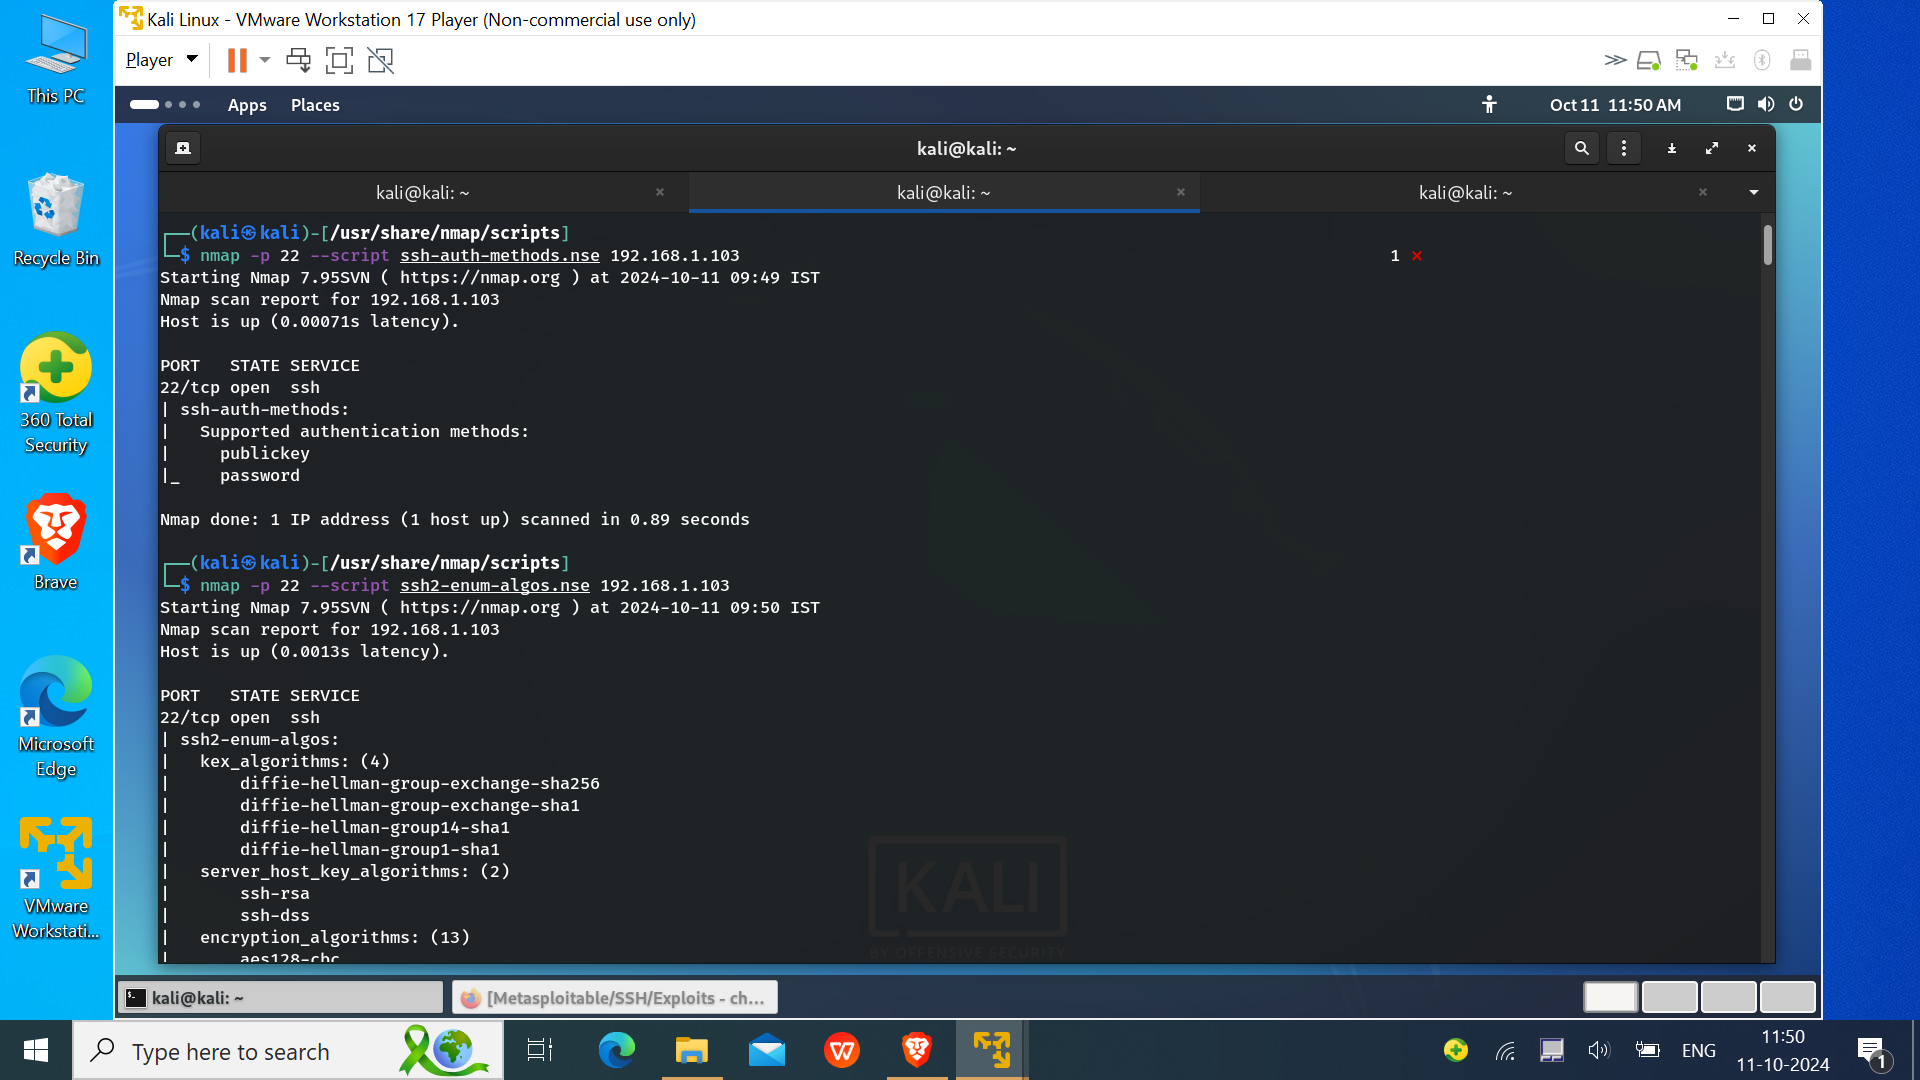 Kali Linux - VMware Workstation 17 Player (Non-commercial use only)
Player
Apps Places Oct 11 11:50 AM
kali@kali: ~
kali@kali: ~ kali@kali: ~ kali@kali: ~
┌──(kali㉿kali)-[/usr/share/nmap/scripts]
└─$ nmap -p 22 --script ssh-auth-methods.nse 192.168.1.103 1 ✗
Starting Nmap 7.95SVN ( https://nmap.org ) at 2024-10-11 09:49 IST
Nmap scan report for 192.168.1.103
Host is up (0.00071s latency).
PORT   STATE SERVICE
22/tcp open  ssh
| ssh-auth-methods:
|   Supported authentication methods:
|     publickey
|_    password
Nmap done: 1 IP address (1 host up) scanned in 0.89 seconds
┌──(kali㉿kali)-[/usr/share/nmap/scripts]
└─$ nmap -p 22 --script ssh2-enum-algos.nse 192.168.1.103
Starting Nmap 7.95SVN ( https://nmap.org ) at 2024-10-11 09:50 IST
Nmap scan report for 192.168.1.103
Host is up (0.0013s latency).
PORT   STATE SERVICE
22/tcp open  ssh
| ssh2-enum-algos:
|   kex_algorithms: (4)
|       diffie-hellman-group-exchange-sha256
|       diffie-hellman-group-exchange-sha1
|       diffie-hellman-group14-sha1
|       diffie-hellman-group1-sha1
|   server_host_key_algorithms: (2)
|       ssh-rsa
|       ssh-dss
|   encryption_algorithms: (13)
|       aes128-cbc
KALI
BY OFFENSIVE SECURITY
kali@kali: ~
[Metasploitable/SSH/Exploits - ch...
This PC
Recycle Bin
360 Total
Security
Brave
Microsoft
Edge
VMware
Workstati...
Type here to search
ENG
11:50
11-10-2024
1